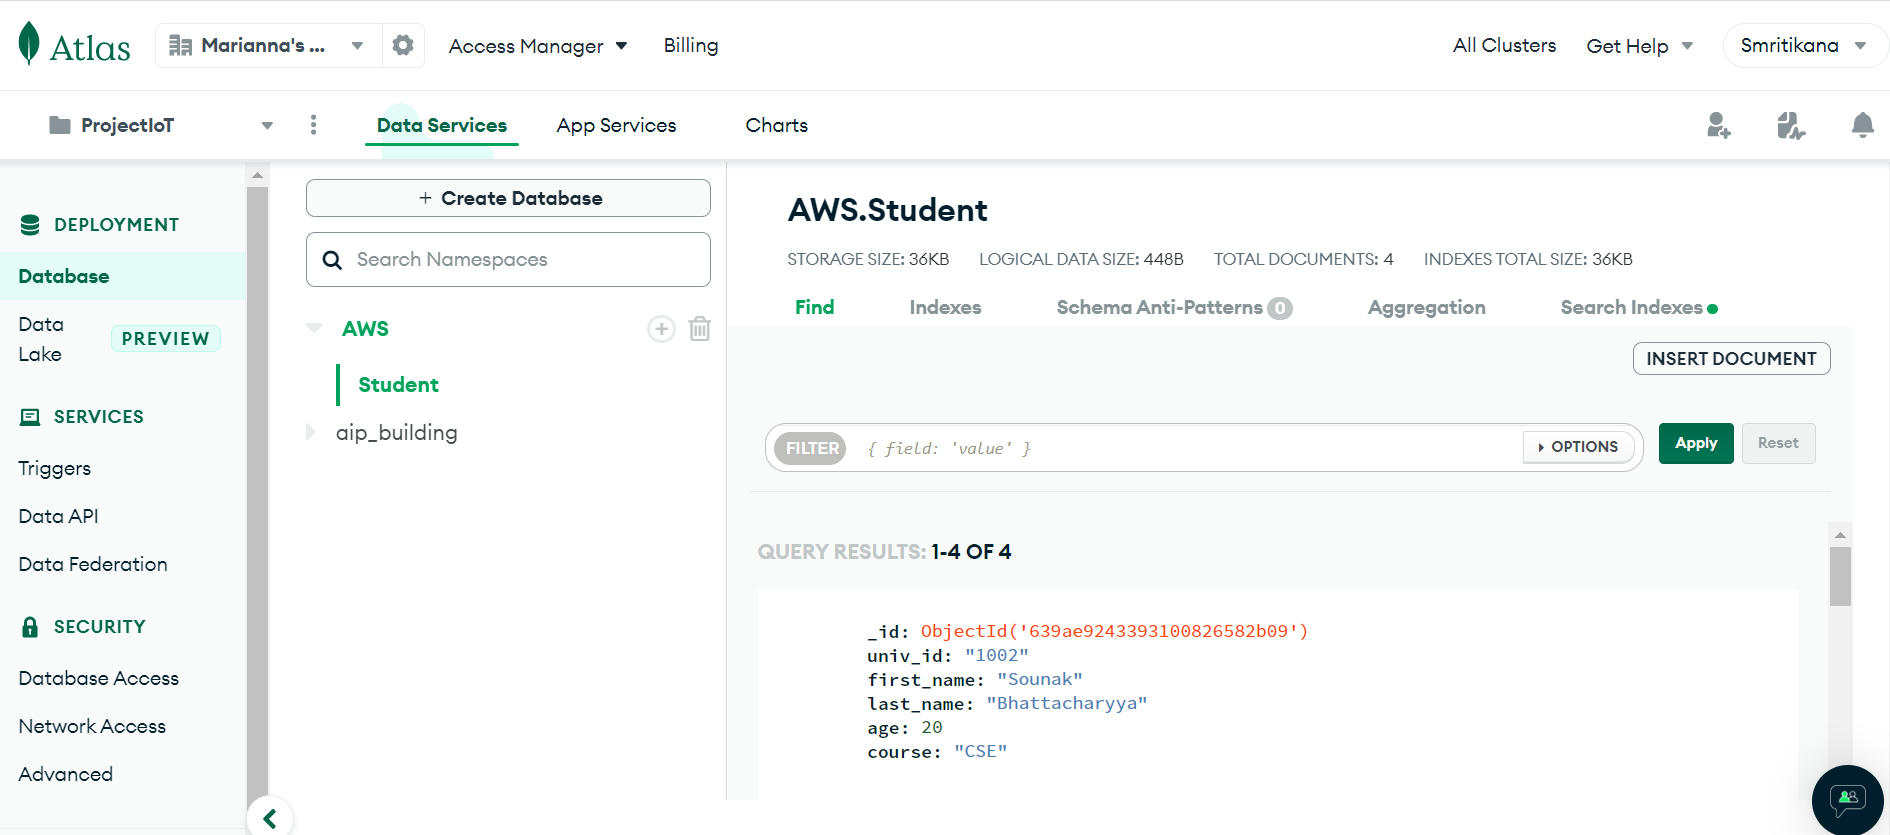 Atlas
Marianna's ...
Access Manager
Billing
All Clusters
Get Help
Smritikana
ProjectIoT
Data Services
App Services
Charts
DEPLOYMENT
Database
Data Lake
PREVIEW
SERVICES
Triggers
Data API
Data Federation
SECURITY
Database Access
Network Access
Advanced
+ Create Database
Search Namespaces
AWS
Student
aip_building
AWS.Student
STORAGE SIZE: 36KB LOGICAL DATA SIZE: 448B TOTAL DOCUMENTS: 4 INDEXES TOTAL SIZE: 36KB
Find Indexes Schema Anti-Patterns 0 Aggregation Search Indexes
INSERT DOCUMENT
FILTER { field: 'value' } OPTIONS Apply Reset
QUERY RESULTS: 1-4 OF 4
_id: ObjectId('639ae9243393100826582b09')
univ_id: "1002"
first_name: "Sounak"
last_name: "Bhattacharyya"
age: 20
course: "CSE"